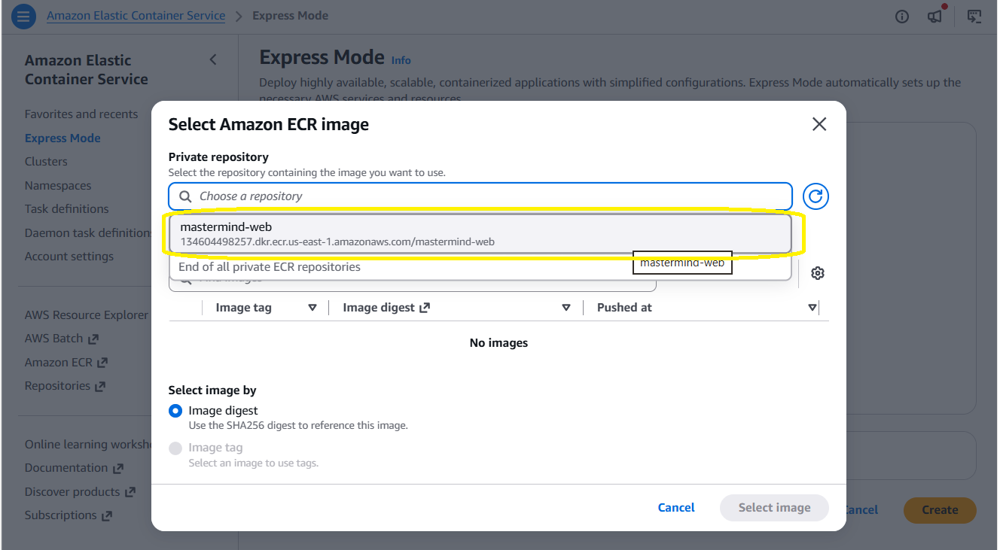 Amazon Elastic Container Service
Express Mode
Amazon Elastic
Container Service
Favorites and recents
Express Mode
Clusters
Namespaces
Task definitions
Daemon task definitions
Account settings
AWS Resource Explorer
AWS Batch
Amazon ECR
Repositories
Online learning
Documentation
Discover products
Subscriptions
Express Mode Info
Deploy highly available, scalable, containerized applications with simplified configurations. Express Mode automatically sets up the
necessary AWS services and resources
Select Amazon ECR image
Private repository
Select the repository containing the image you want to use.
Choose a repository
mastermind-web
134604498257.dkr.ecr.us-east-1.amazonaws.com/mastermind-web
End of all private ECR repositories
mastermind-web
Image tag
Image digest
Pushed at
No images
Select image by
Image digest
Use the SHA256 digest to reference this image.
Image tag
Select an image to use tags.
Cancel
Select image
Cancel
Create